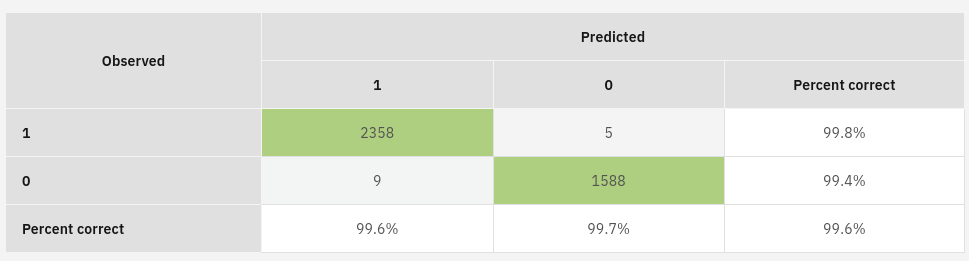 Observed
Predicted
1 0 Percent correct
1 2358 5 99.8%
0 9 1588 99.4%
Percent correct 99.6% 99.7% 99.6%